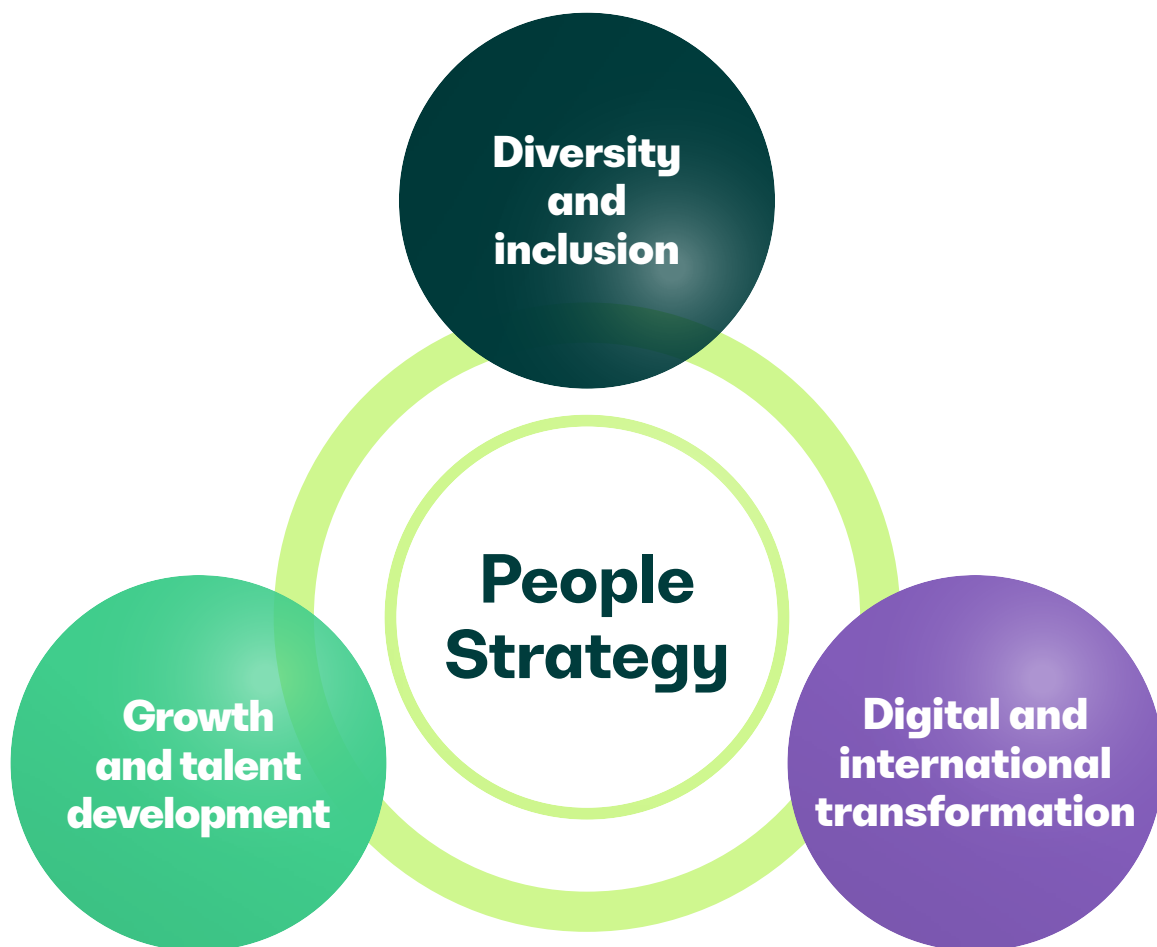 Diversity
and
inclusion
People
Strategy
Growth
and talent
development
Digital and
international
transformation